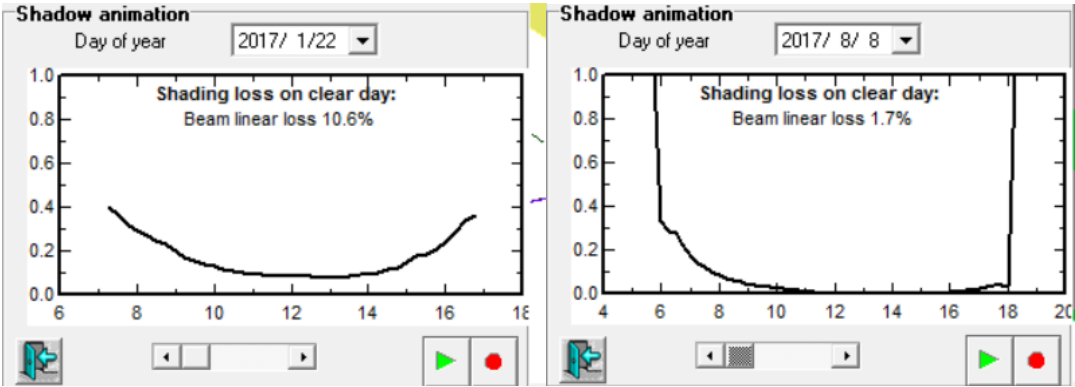 Shadow animation
Day of year 2017/ 1/22
1.0
Shading loss on clear day:
Beam linear loss 10.6%
0.8
0.6
0.4
0.2
0.0
6 8 10 12 14 16 18
Shadow animation
Day of year 2017/ 8/ 8
1.0
Shading loss on clear day:
Beam linear loss 1.7%
0.8
0.6
0.4
0.2
0.0
4 6 8 10 12 14 16 18 20